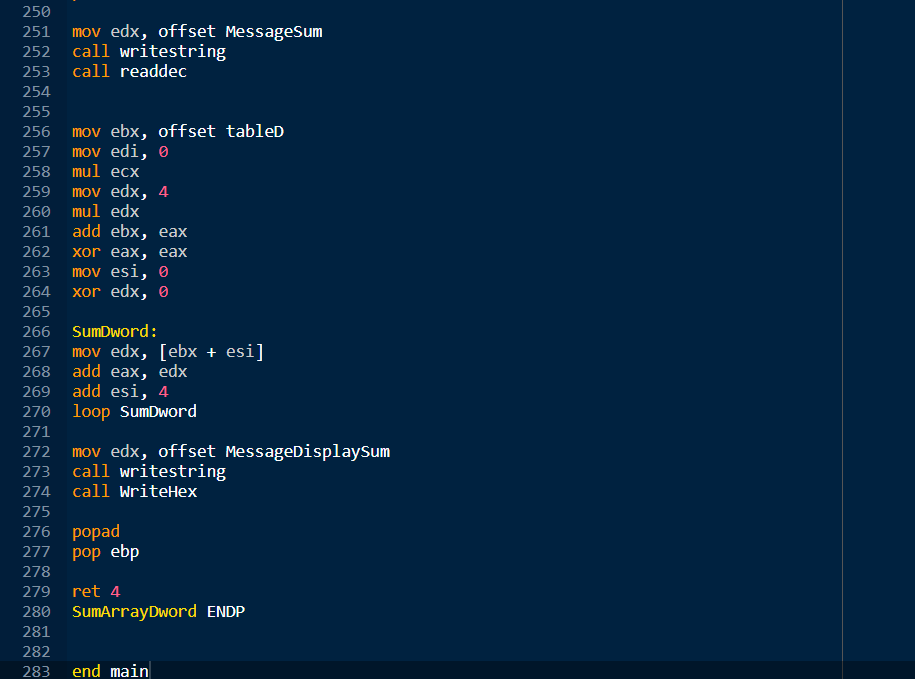 250
251 mov edx, offset MessageSum
252 call writestring
253 call readdec
254
255
256 mov ebx, offset tableD
257 mov edi, 0
258 mul ecx
259 mov edx, 4
260 mul edx
261 add ebx, eax
262 xor eax, eax
263 mov esi, 0
264 xor edx, 0
265
266 SumDword:
267 mov edx, [ebx + esi]
268 add eax, edx
269 add esi, 4
270 loop SumDword
271
272 mov edx, offset MessageDisplaySum
273 call writestring
274 call WriteHex
275
276 popad
277 pop ebp
278
279 ret 4
280 SumArrayDword ENDP
281
282
283 end main